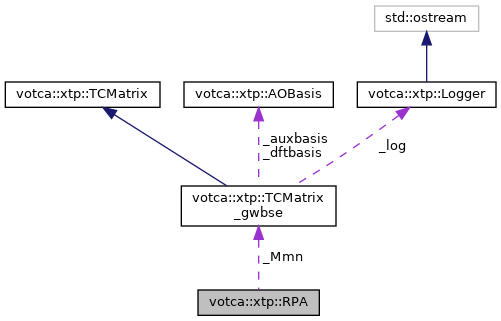 std::ostream
votca::xtp::TCMatrix
votca::xtp::AOBasis
votca::xtp::Logger
_auxbasis
_dftbasis
_log
votca::xtp::TCMatrix
_gwbse
_Mmn
votca::xtp::RPA